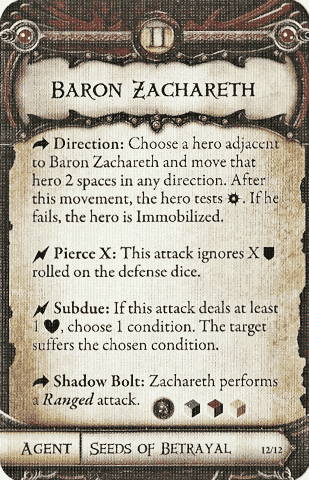 II
BARON ZACHARETH
Direction: Choose a hero adjacent
to Baron Zachareth and move that
hero 2 spaces in any direction. After
this movement, the hero tests . If he
fails, the hero is Immobilized.
Pierce X: This attack ignores X
rolled on the defense dice.
Subdue: If this attack deals at least
1 , choose 1 condition. The target
suffers the chosen condition.
Shadow Bolt: Zachareth performs
a Ranged attack.
AGENT SEEDS OF BETRAYAL 12/12